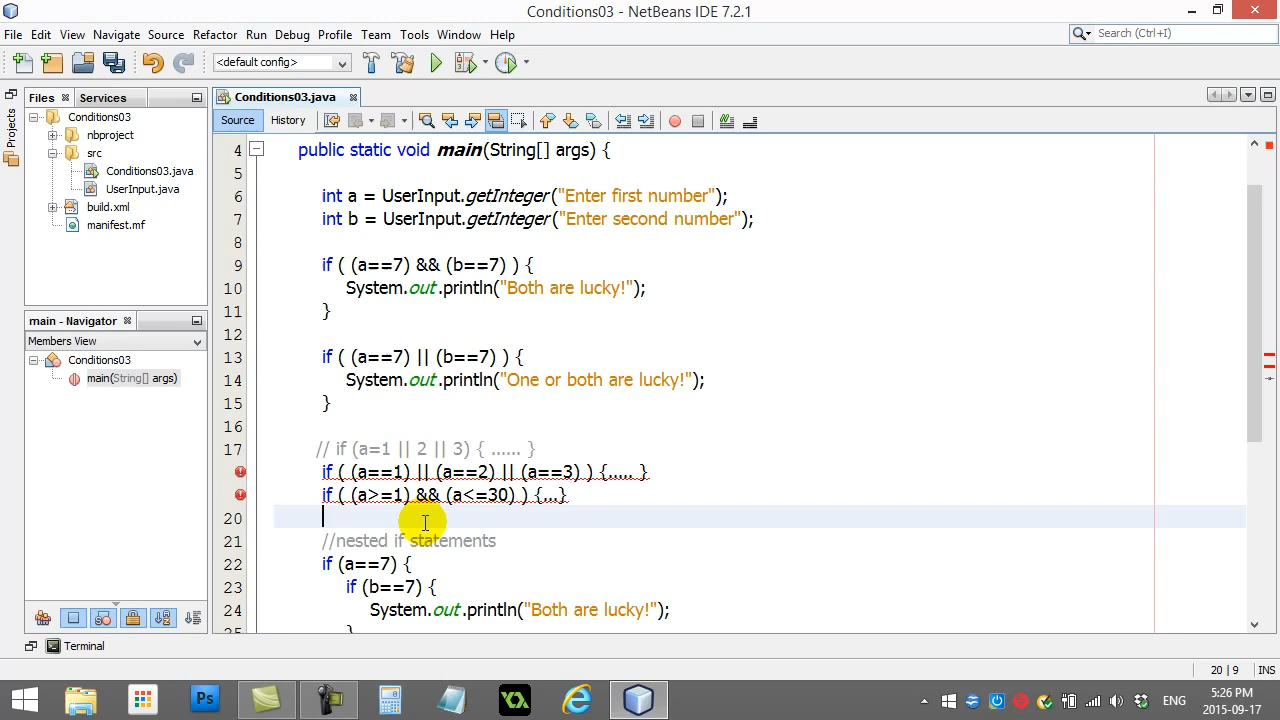 Conditions03 - NetBeans IDE 7.2.1
File Edit View Navigate Source Refactor Run Debug Profile Team Tools Window Help
Search (Ctrl+I)
<default config>
Projects
Files Services
Conditions03
nbproject
src
Conditions03.java
UserInput.java
build.xml
manifest.mf
main - Navigator
Members View
Conditions03
main(String[] args)
Conditions03.java
Source History
4 public static void main(String[] args) {
5
6 int a = UserInput.getInteger("Enter first number");
7 int b = UserInput.getInteger("Enter second number");
8
9 if ( (a==7) && (b==7) ) {
10 System.out.println("Both are lucky!");
11 }
12
13 if ( (a==7) || (b==7) ) {
14 System.out.println("One or both are lucky!");
15 }
16
17 // if (a=1 || 2 || 3) { ...... }
if ( (a==1) || (a==2) || (a==3) ) {..... }
if ( (a>=1) && (a<=30) ) {...}
20
21 //nested if statements
22 if (a==7) {
23 if (b==7) {
24 System.out.println("Both are lucky!");
25 }
Terminal
20 | 9 INS
Ps
ENG
5:26 PM
2015-09-17